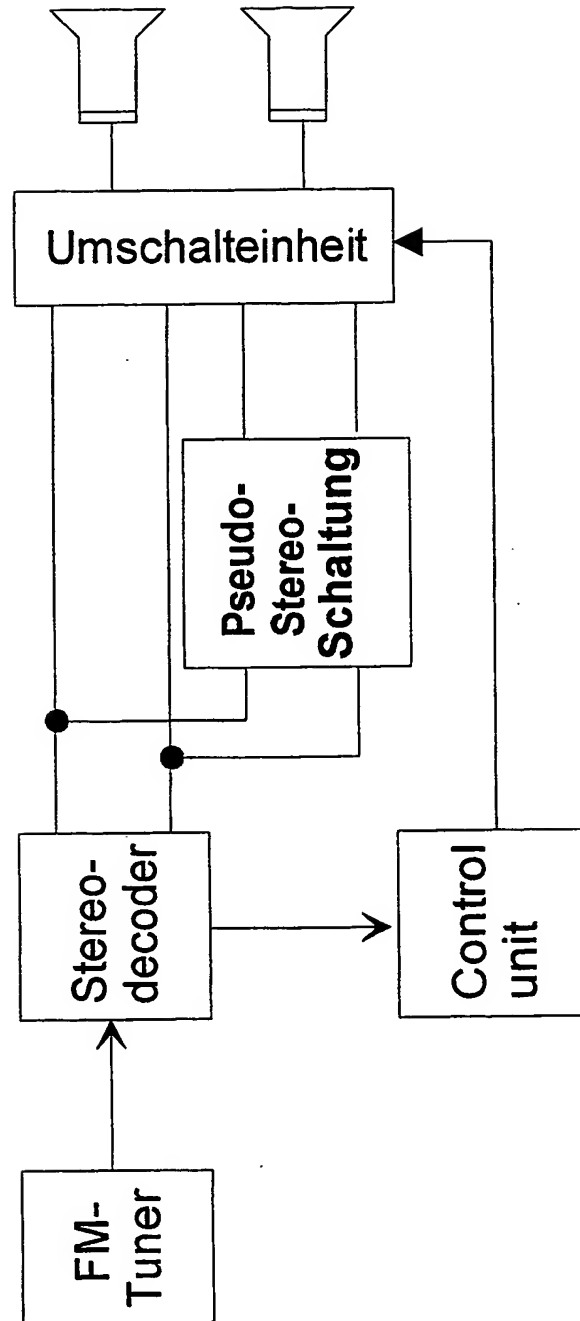 FM-
Tuner
Stereo-
decoder
Control
unit
Pseudo-
Stereo-
Schaltung
Umschalteinheit